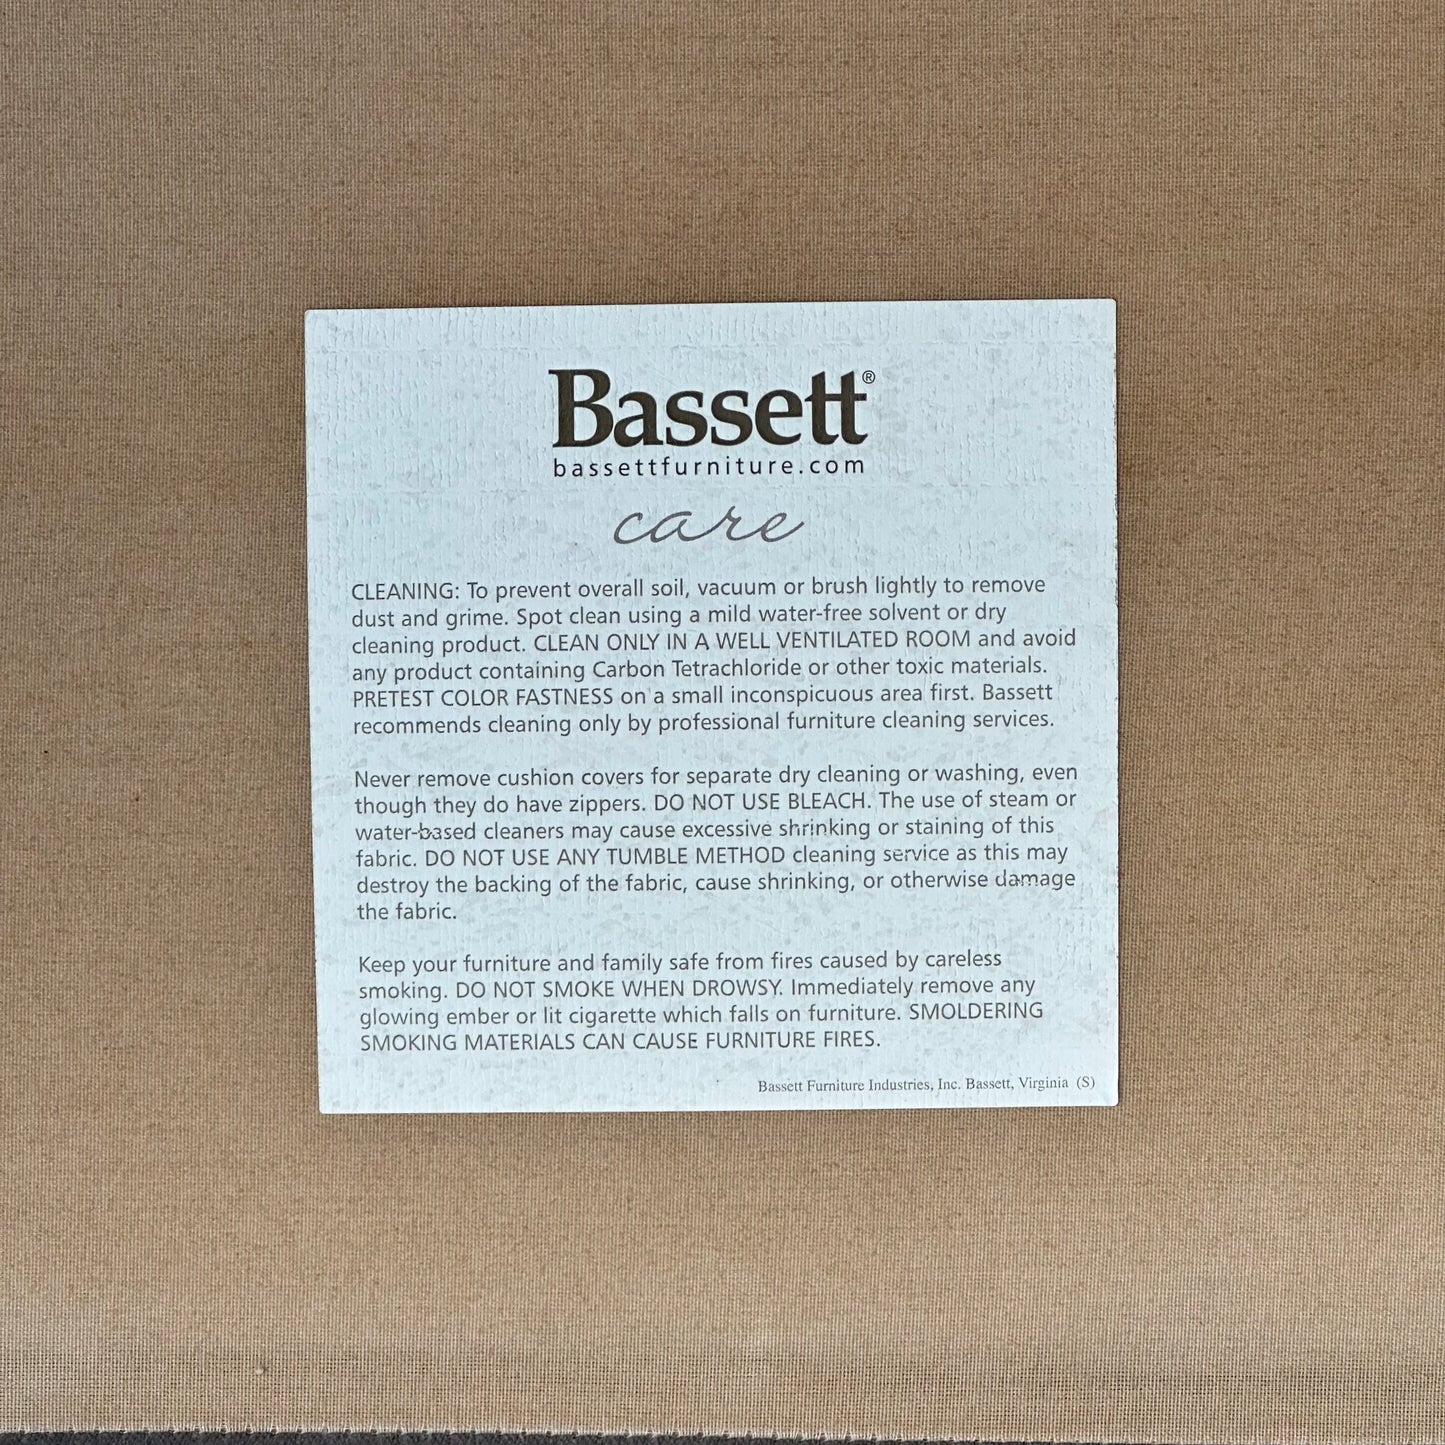 Bassett®
bassettfurniture.com
care
CLEANING: To prevent overall soil, vacuum or brush lightly to remove
dust and grime. Spot clean using a mild water-free solvent or dry
cleaning product. CLEAN ONLY IN A WELL VENTILATED ROOM and avoid
any product containing Carbon Tetrachloride or other toxic materials.
PRETEST COLOR FASTNESS on a small inconspicuous area first. Bassett
recommends cleaning only by professional furniture cleaning services.
Never remove cushion covers for separate dry cleaning or washing, even
though they do have zippers. DO NOT USE BLEACH. The use of steam or
water-based cleaners may cause excessive shrinking or staining of this
fabric. DO NOT USE ANY TUMBLE METHOD cleaning service as this may
destroy the backing of the fabric, cause shrinking, or otherwise damage
the fabric.
Keep your furniture and family safe from fires caused by careless
smoking. DO NOT SMOKE WHEN DROWSY. Immediately remove any
glowing ember or lit cigarette which falls on furniture. SMOLDERING
SMOKING MATERIALS CAN CAUSE FURNITURE FIRES.
Bassett Furniture Industries, Inc. Bassett, Virginia (S)